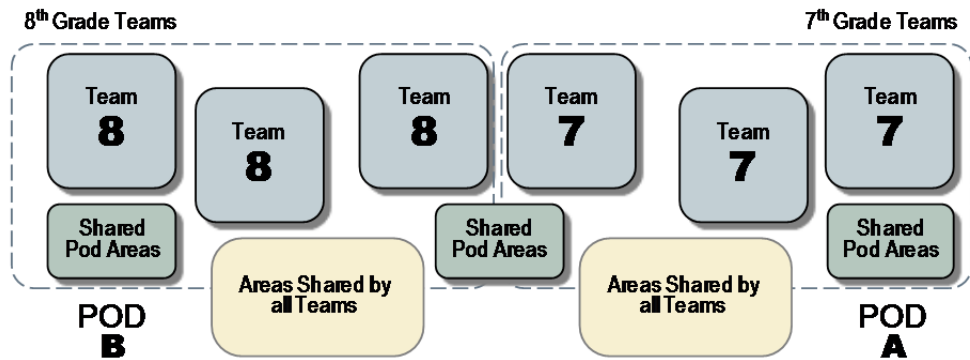 8th Grade Teams
7th Grade Teams
Team
8
Team
8
Team
8
Team
7
Team
7
Team
7
Shared
Pod Areas
Shared
Pod Areas
Shared
Pod Areas
Areas Shared by
all Teams
Areas Shared by
all Teams
POD
B
POD
A